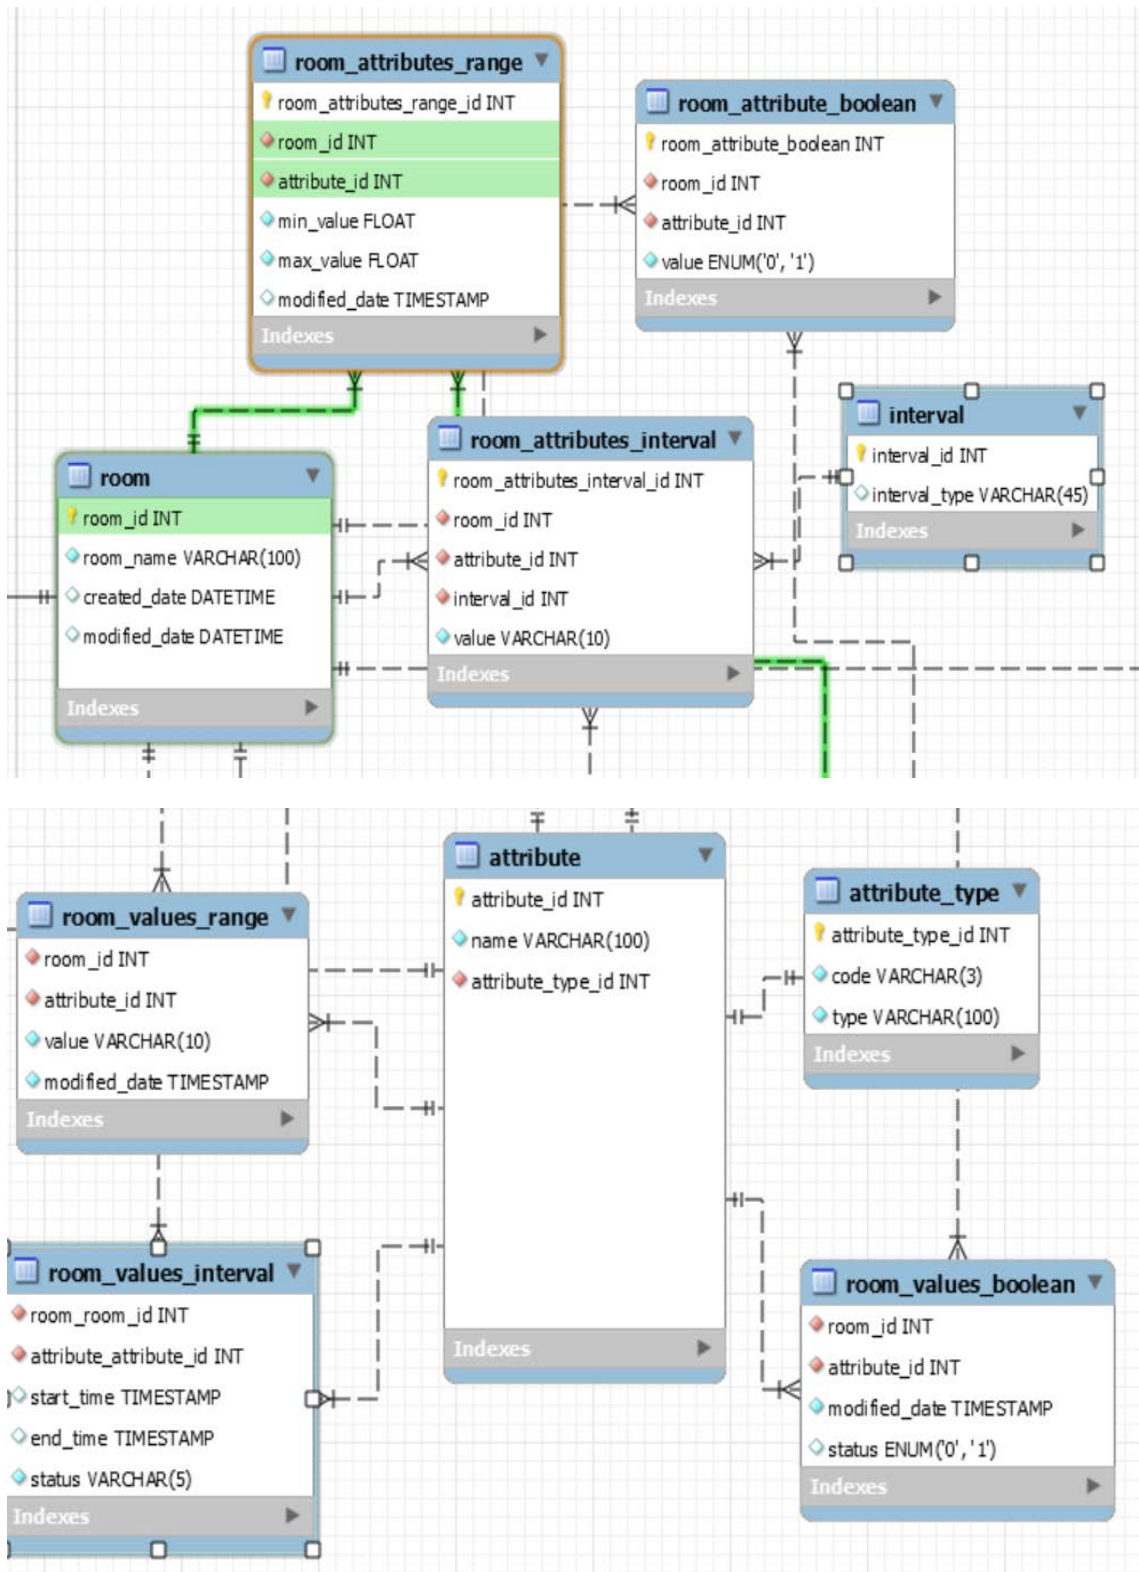 room_attributes_range
room_attributes_range_id INT
room_id INT
attribute_id INT
min_value FLOAT
max_value FLOAT
modified_date TIMESTAMP
Indexes
room_attribute_boolean
room_attribute_boolean INT
room_id INT
attribute_id INT
value ENUM('0', '1')
Indexes
room
room_id INT
room_name VARCHAR(100)
created_date DATETIME
modified_date DATETIME
Indexes
room_attributes_interval
room_attributes_interval_id INT
room_id INT
attribute_id INT
interval_id INT
value VARCHAR(10)
Indexes
interval
interval_id INT
interval_type VARCHAR(45)
Indexes
room_values_range
room_id INT
attribute_id INT
value VARCHAR(10)
modified_date TIMESTAMP
Indexes
attribute
attribute_id INT
name VARCHAR(100)
attribute_type_id INT
Indexes
attribute_type
attribute_type_id INT
code VARCHAR(3)
type VARCHAR(100)
Indexes
room_values_interval
room_room_id INT
attribute_attribute_id INT
start_time TIMESTAMP
end_time TIMESTAMP
status VARCHAR(5)
Indexes
room_values_boolean
room_id INT
attribute_id INT
modified_date TIMESTAMP
status ENUM('0', '1')
Indexes